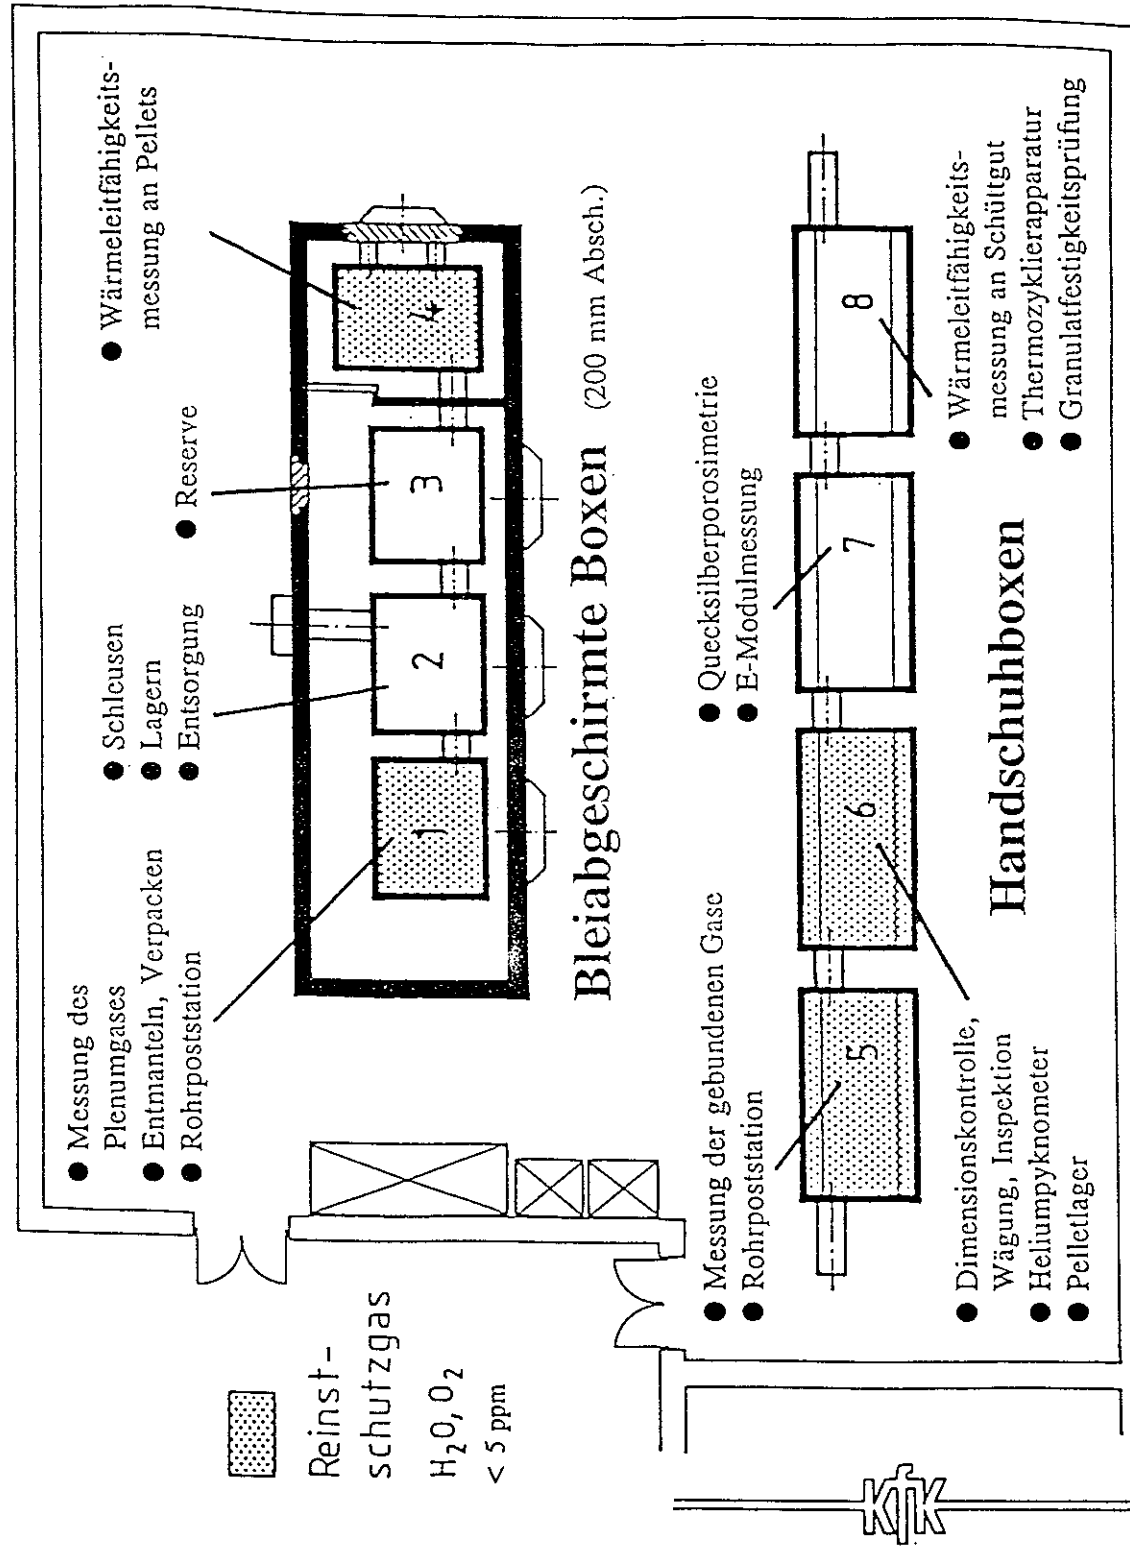 ● Messung des
Plenumgases
● Entmanteln, Verpacken
● Rohrpoststation
● Schleusen
● Lagern
● Entsorgung
● Reserve
● Wärmeleitfähigkeits-
messung an Pellets
1
2
3
4
Bleiabgeschirmte Boxen (200 mm Absch.)
Reinst-
schutzgas
H₂O, O₂
< 5 ppm
● Messung der gebundenen Gase
● Rohrpoststation
● Quecksilberporosimetrie
● E-Modulmessung
5
6
7
8
● Dimensionskontrolle,
Wägung, Inspektion
● Heliumpyknometer
● Pelletlager
Handschuhboxen
● Wärmeleitfähigkeits-
messung an Schüttgut
● Thermozyklierapparatur
● Granulatfestigkeitsprüfung
KfK